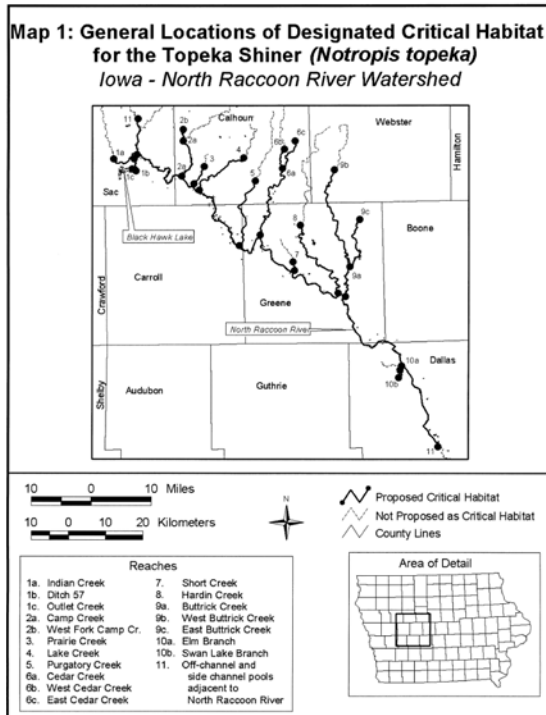 Map 1: General Locations of Designated Critical Habitat
for the Topeka Shiner (Notropis topeka)
Iowa - North Raccoon River Watershed
11
2b
Calhoun
6c
Webster
Hamilton
1a
2a
3
4
6b
9b
1c
1b
2a
5
6a
Sac
Black Hawk Lake
8
9c
Boone
Crawford
Carroll
7
9a
Greene
North Raccoon River
Shelby
Audubon
Guthrie
10a
Dallas
10b
11
10 0 10 Miles
10 0 10 20 Kilometers
N
Proposed Critical Habitat
Not Proposed as Critical Habitat
County Lines
Reaches
1a. Indian Creek
1b. Ditch 57
1c. Outlet Creek
2a. Camp Creek
2b. West Fork Camp Cr.
3. Prairie Creek
4. Lake Creek
5. Purgatory Creek
6a. Cedar Creek
6b. West Cedar Creek
6c. East Cedar Creek
7. Short Creek
8. Hardin Creek
9a. Buttrick Creek
9b. West Buttrick Creek
9c. East Buttrick Creek
10a. Elm Branch
10b. Swan Lake Branch
11. Off-channel and
side channel pools
adjacent to
North Raccoon River
Area of Detail